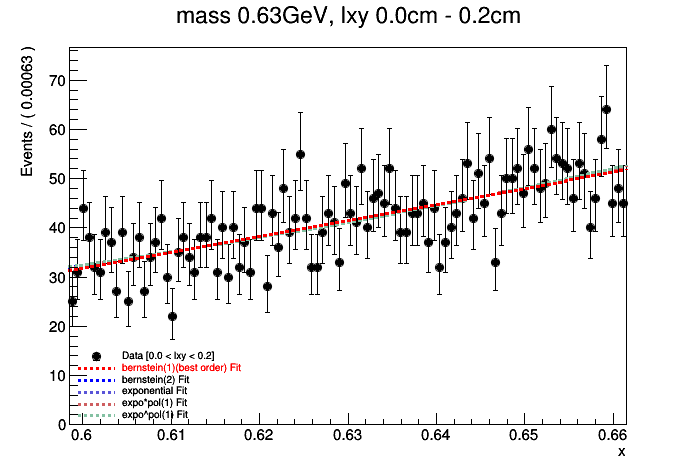 mass 0.63GeV, lxy 0.0cm - 0.2cm
Events / ( 0.00063 )
70
60
50
40
30
20
10
0
Data [0.0 < lxy < 0.2]
bernstein(1)(best order) Fit
bernstein(2) Fit
exponential Fit
expo*pol(1) Fit
expo^pol(1) Fit
0.6 0.61 0.62 0.63 0.64 0.65 0.66
x